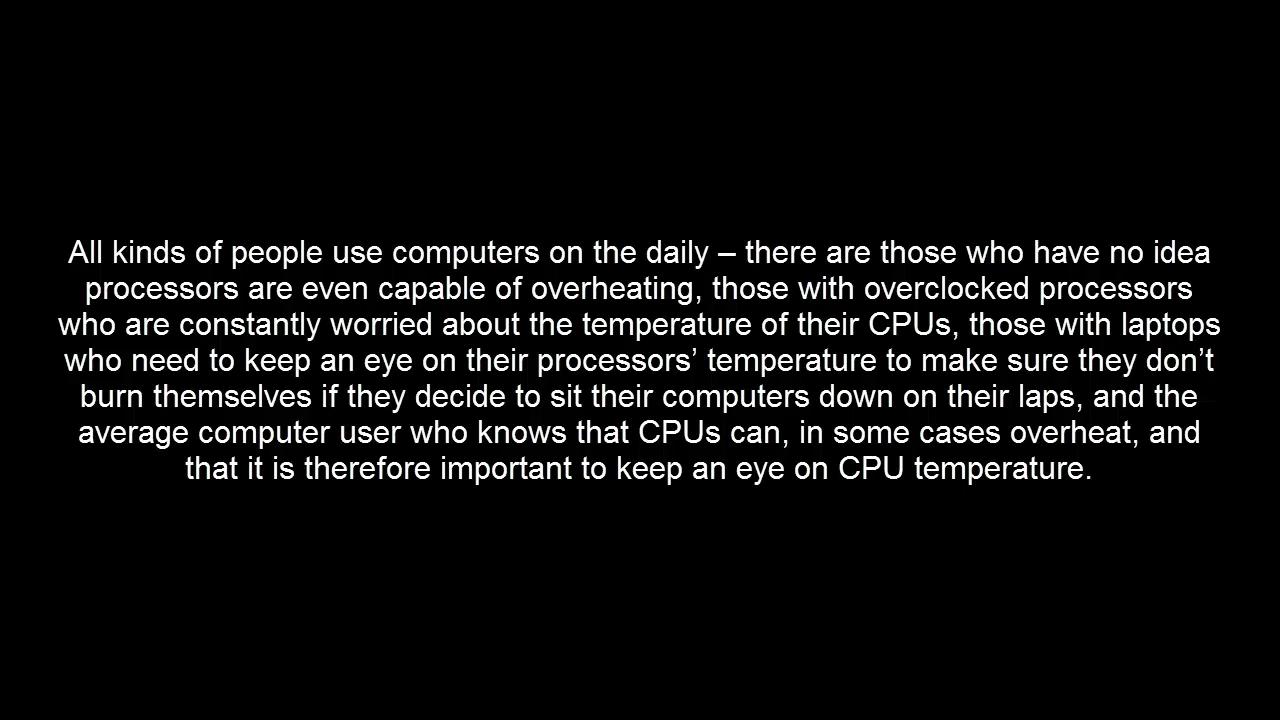 All kinds of people use computers on the daily – there are those who have no idea
processors are even capable of overheating, those with overclocked processors
who are constantly worried about the temperature of their CPUs, those with laptops
who need to keep an eye on their processors’ temperature to make sure they don’t
burn themselves if they decide to sit their computers down on their laps, and the
average computer user who knows that CPUs can, in some cases overheat, and
that it is therefore important to keep an eye on CPU temperature.